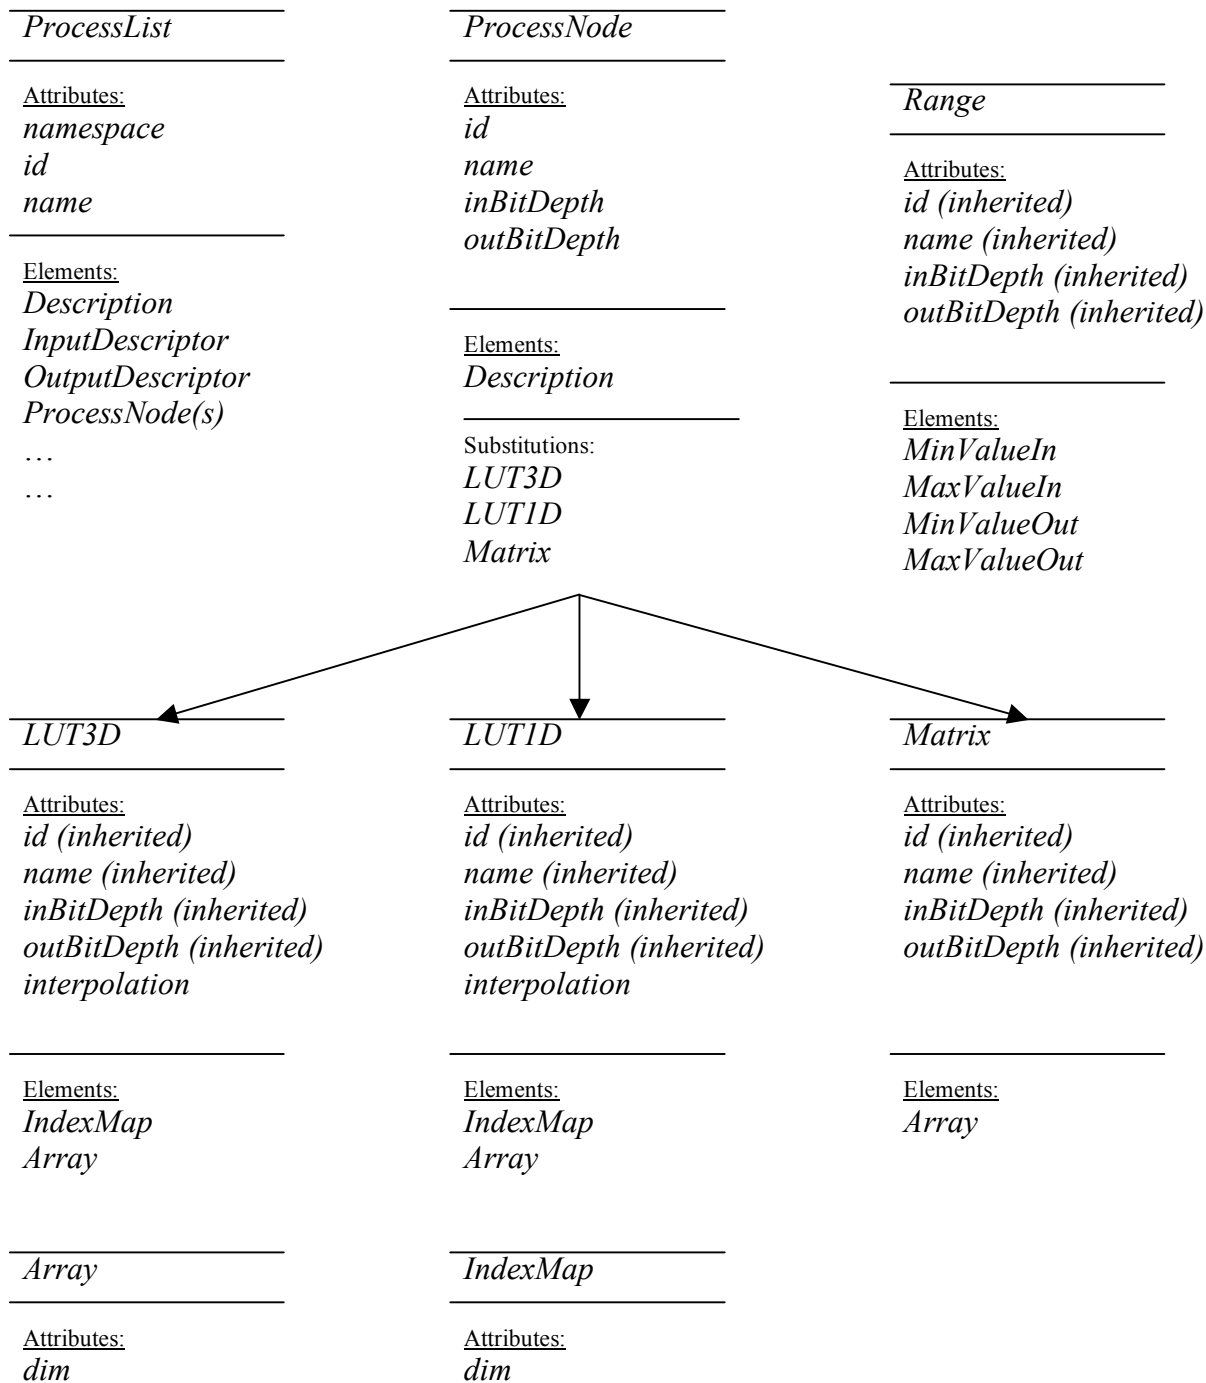 ProcessList
Attributes:
namespace
id
name
Elements:
Description
InputDescriptor
OutputDescriptor
ProcessNode(s)
…
…
ProcessNode
Attributes:
id
name
inBitDepth
outBitDepth
Elements:
Description
Substitutions:
LUT3D
LUT1D
Matrix
Range
Attributes:
id (inherited)
name (inherited)
inBitDepth (inherited)
outBitDepth (inherited)
Elements:
MinValueIn
MaxValueIn
MinValueOut
MaxValueOut
LUT3D
Attributes:
id (inherited)
name (inherited)
inBitDepth (inherited)
outBitDepth (inherited)
interpolation
Elements:
IndexMap
Array
LUT1D
Attributes:
id (inherited)
name (inherited)
inBitDepth (inherited)
outBitDepth (inherited)
interpolation
Elements:
IndexMap
Array
Matrix
Attributes:
id (inherited)
name (inherited)
inBitDepth (inherited)
outBitDepth (inherited)
Elements:
Array
Array
Attributes:
dim
IndexMap
Attributes:
dim